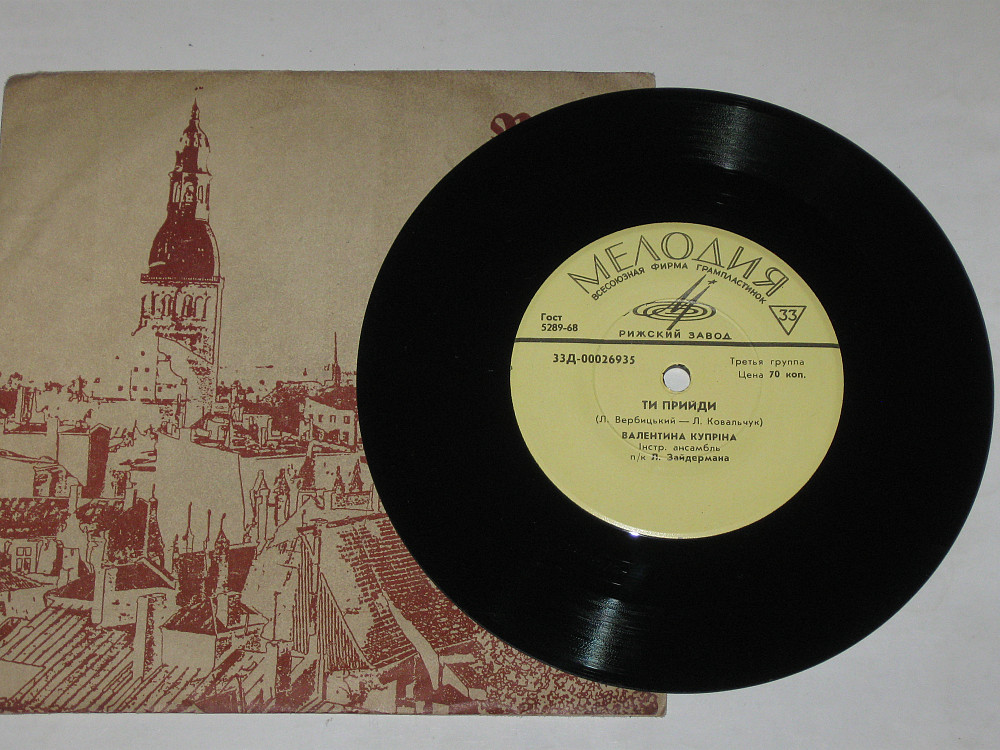 МЕЛОДИЯ
ВСЕСОЮЗНАЯ ФИРМА ГРАМПЛАСТИНОК
33
Гост
5289-68
РИЖСКИЙ ЗАВОД
33Д-00026935
Третья группа
Цена 70 коп.
ТИ ПРИЙДИ
(Л. Вербицький — Л. Ковальчук)
ВАЛЕНТИНА КУПРІНА
Інстр. ансамбль
п/к Л. Зайдермана